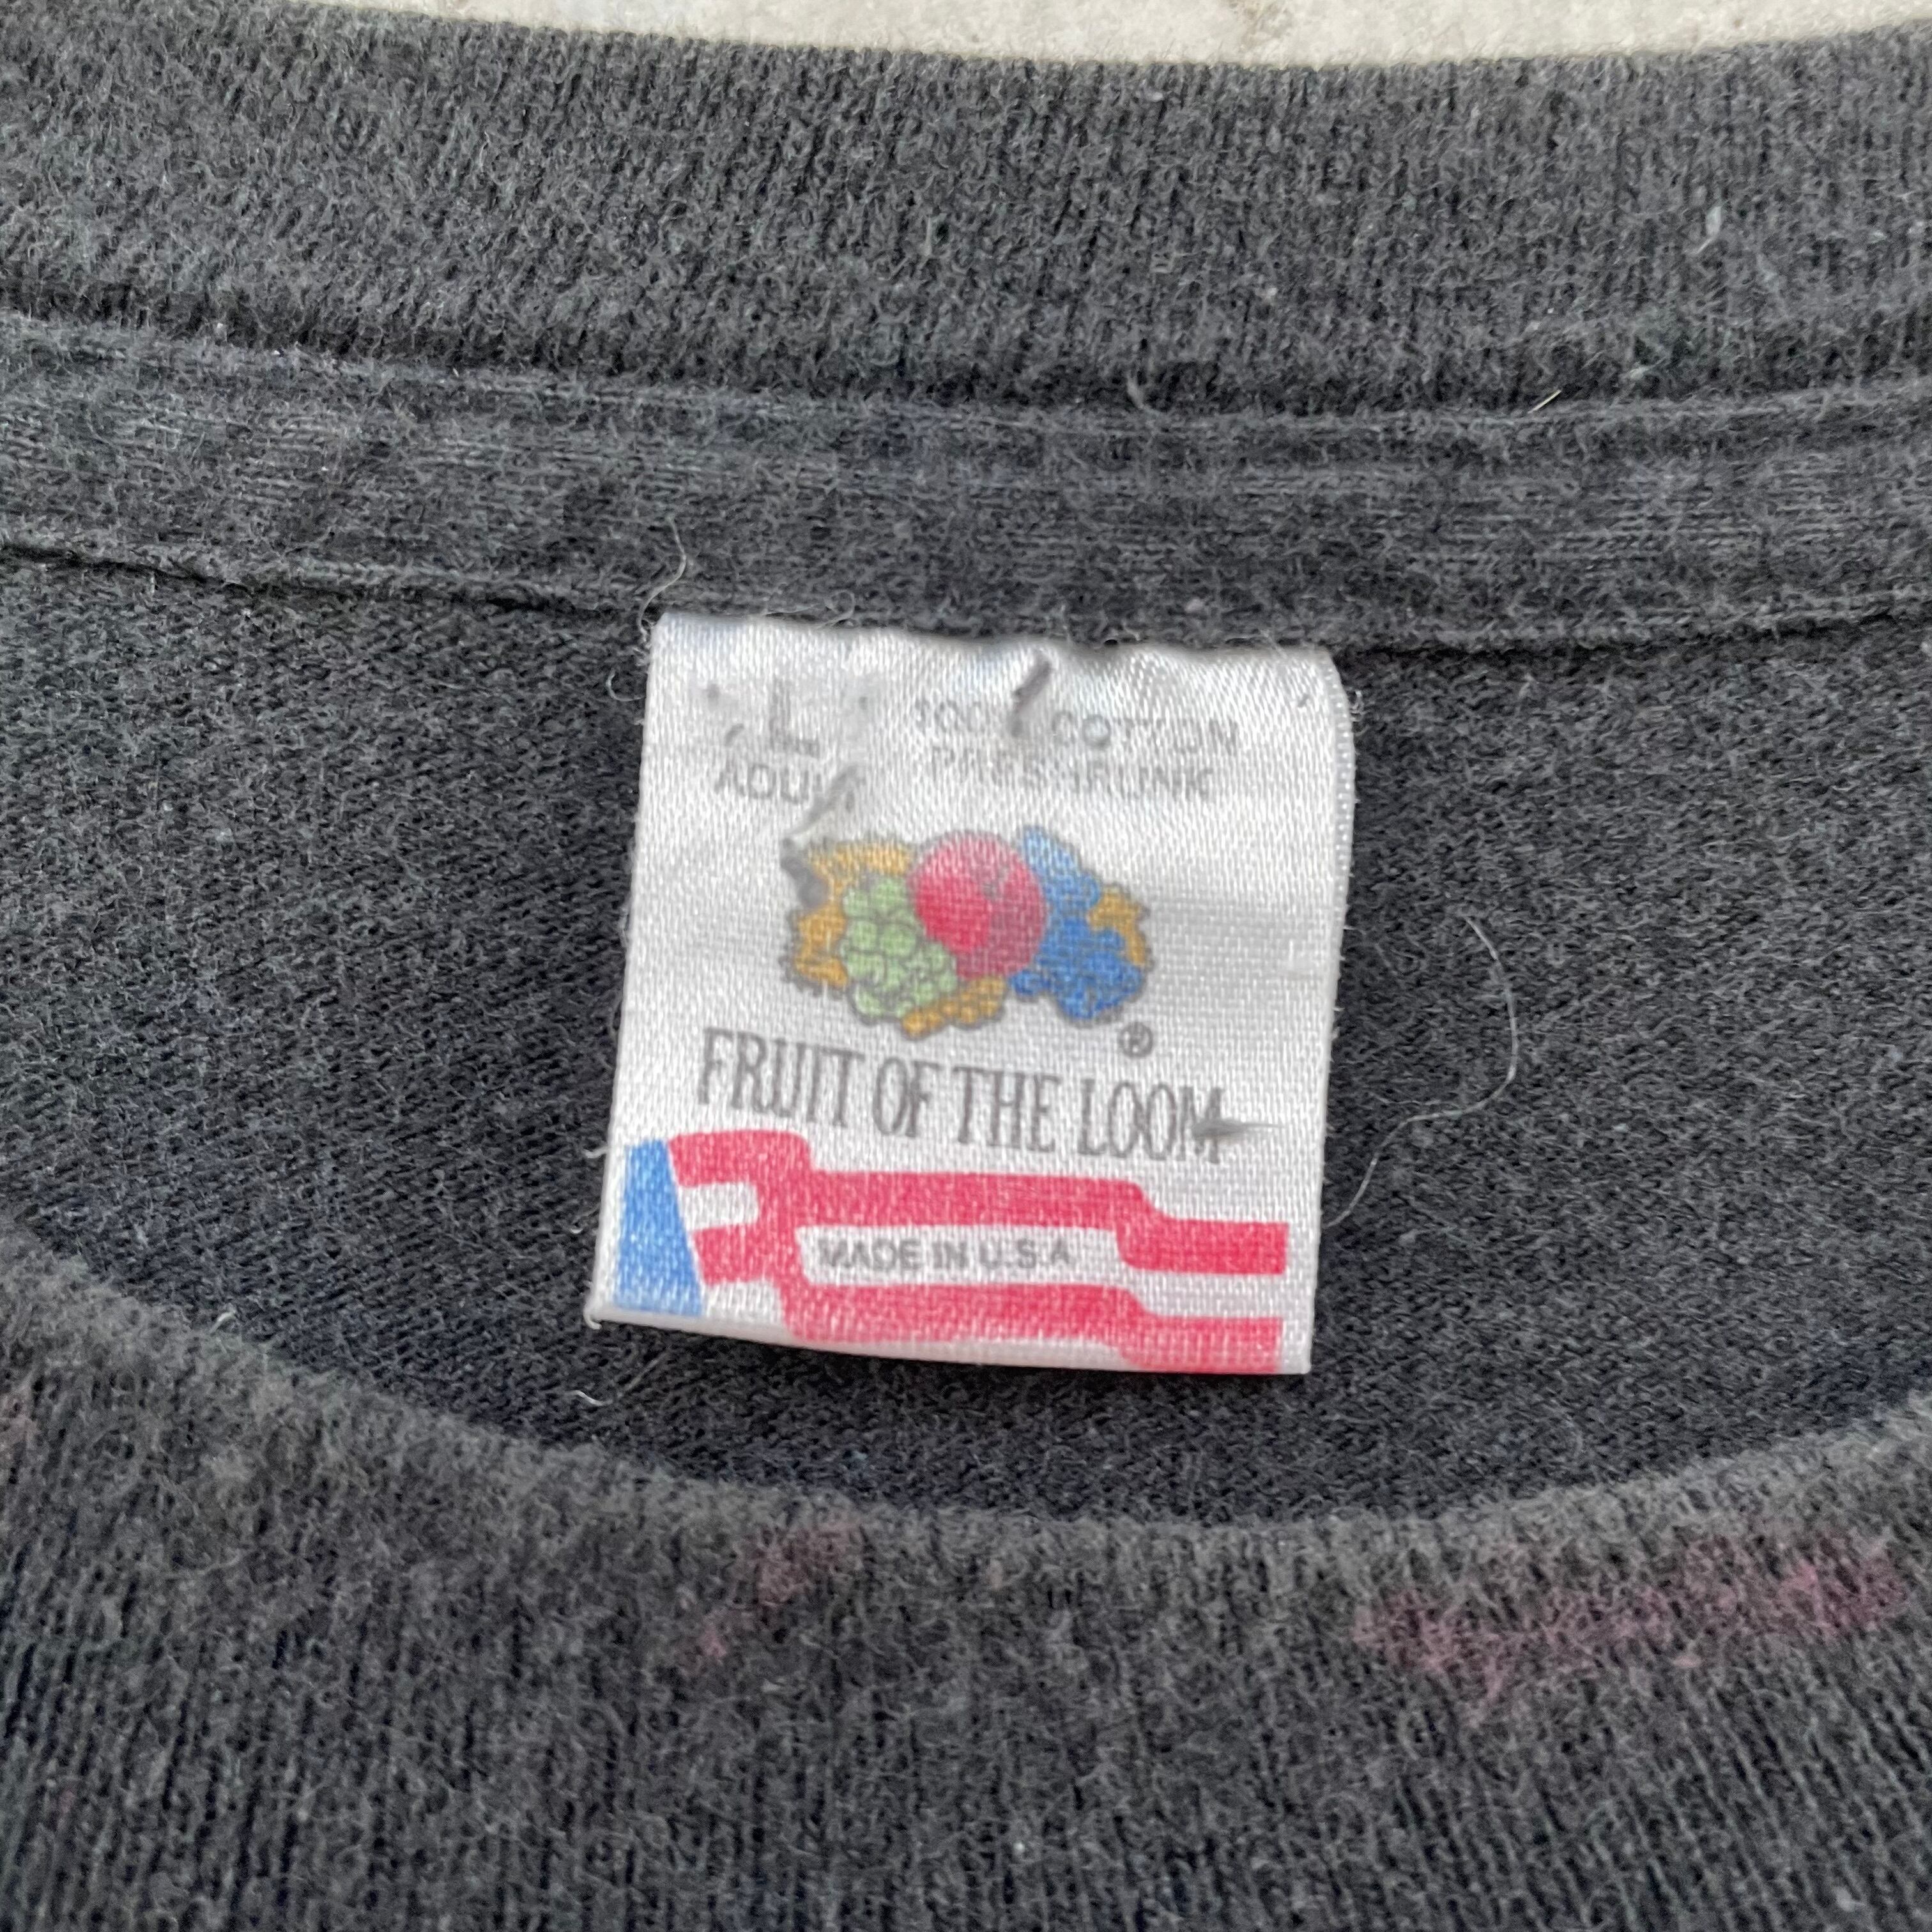 L 100% COTTON
ADULT PRESHRUNK
®
FRUIT OF THE LOOM
MADE IN U.S.A